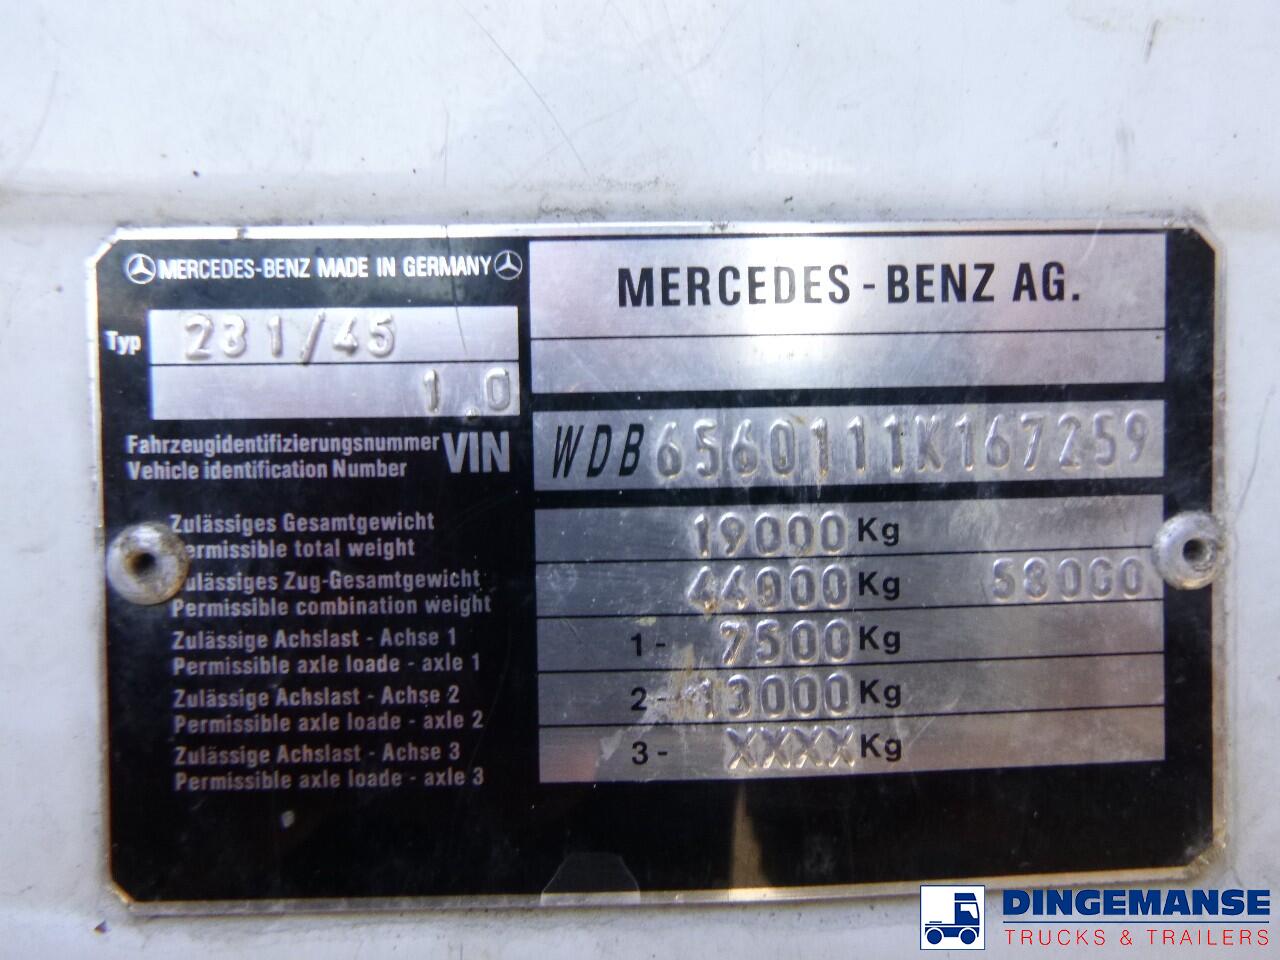 MERCEDES-BENZ MADE IN GERMANY
MERCEDES-BENZ AG.
Typ 231/45
1.0
Fahrzeugidentifizierungsnummer
Vehicle identification Number
VIN
WDB6560111K167259
Zulässiges Gesamtgewicht
Permissible total weight
19000 Kg
Zulässiges Zug-Gesamtgewicht
Permissible combination weight
44000 Kg 58000
Zulässige Achslast - Achse 1
Permissible axle loade - axle 1
1- 7500 Kg
Zulässige Achslast - Achse 2
Permissible axle loade - axle 2
2- 13000 Kg
Zulässige Achslast - Achse 3
Permissible axle loade - axle 3
3- XXXX Kg
DINGEMANSE
TRUCKS & TRAILERS